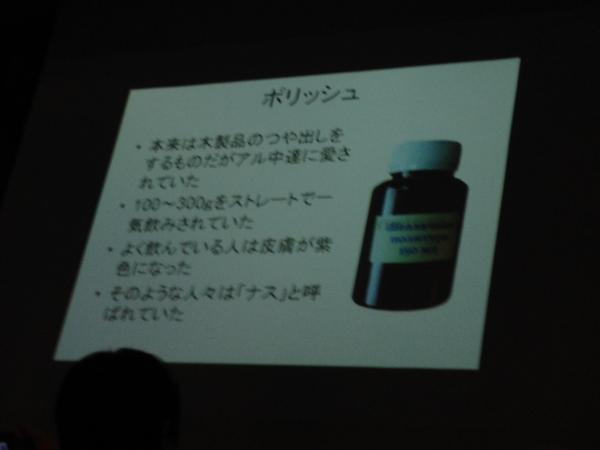 ポリッシュ
・本来は木製品のつや出しを
するものだがアル中達に愛さ
れていた
・100～300gをストレートで一
気飲みされていた
・よく飲んでいる人は皮膚が紫
色になった
・そのような人々は「ナス」と呼
ばれていた